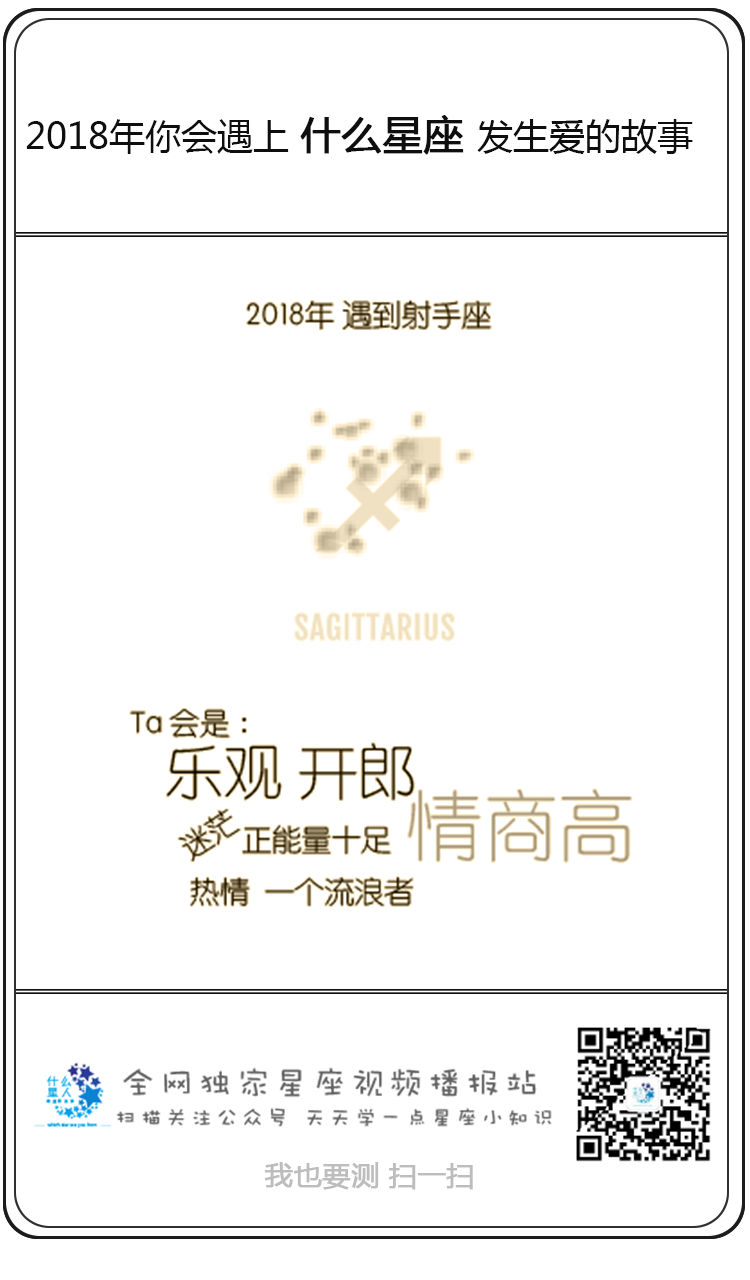 2018年你会遇上 什么星座 发生爱的故事
2018年 遇到射手座
SAGITTARIUS
Ta 会是：
乐观 开郎
情商高
迷茫 正能量十足
热情 一个流浪者
什么
星人
全网独家星座视频播报站
扫描关注公众号 天天学一点星座小知识
我也要测 扫一扫